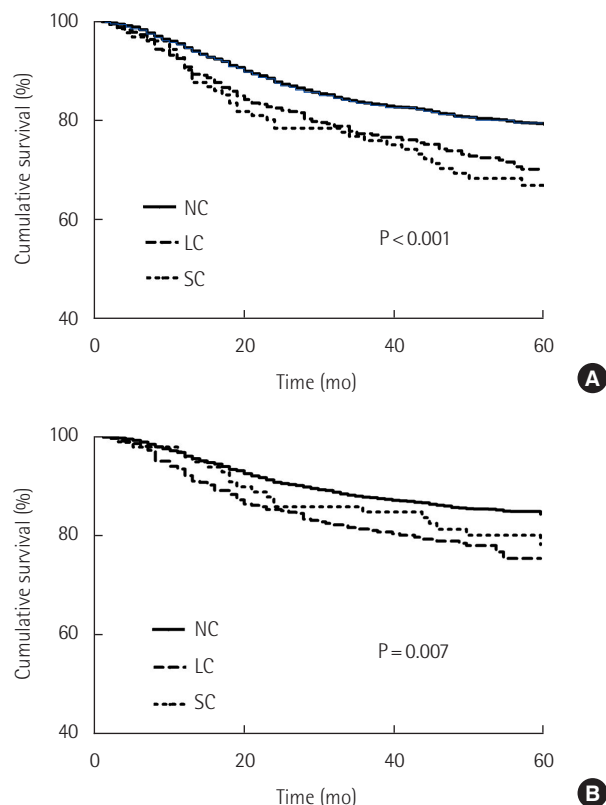 100
80
60
40
Cumulative survival (%)
NC
LC
SC
P<0.001
0 20 40 60
Time (mo)
A
100
80
60
40
Cumulative survival (%)
NC
LC
SC
P=0.007
0 20 40 60
Time (mo)
B